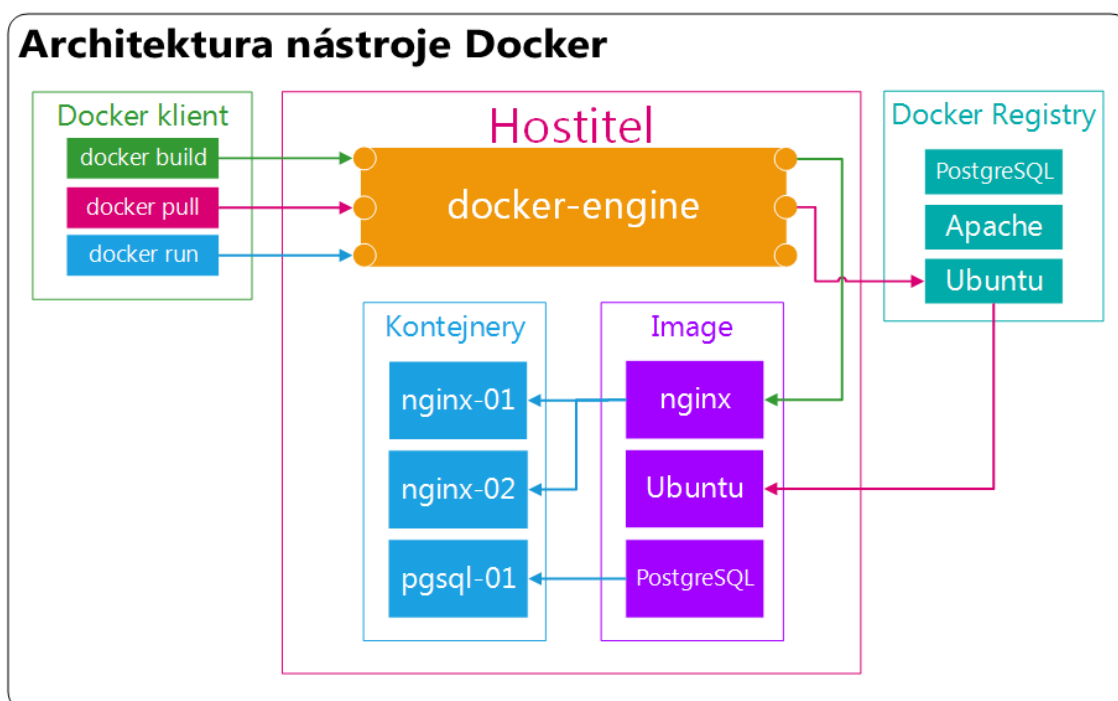 Architektura nástroje Docker
Docker klient
docker build
docker pull
docker run
Hostitel
docker-engine
Kontejnery
nginx-01
nginx-02
pgsql-01
Image
nginx
Ubuntu
PostgreSQL
Docker Registry
PostgreSQL
Apache
Ubuntu